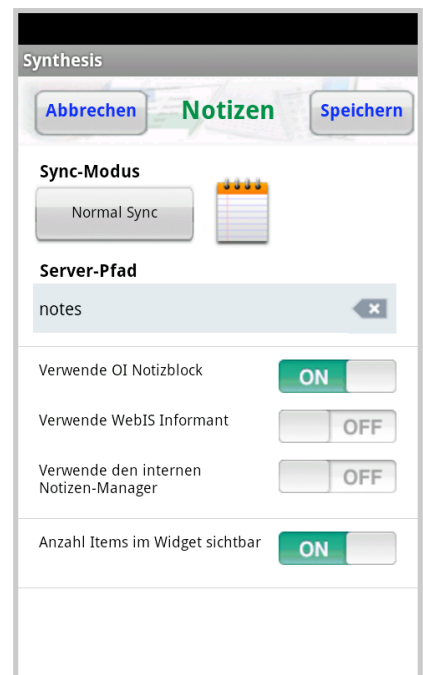 Synthesis
Abbrechen Notizen Speichern
Sync-Modus
Normal Sync
Server-Pfad
notes
Verwende OI Notizblock ON
Verwende WebIS Informant OFF
Verwende den internen
Notizen-Manager OFF
Anzahl Items im Widget sichtbar ON